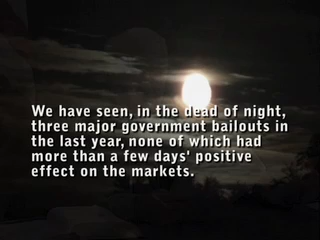 We have seen, in the dead of night,
three major government bailouts in
the last year, none of which had
more than a few days' positive
effect on the markets.